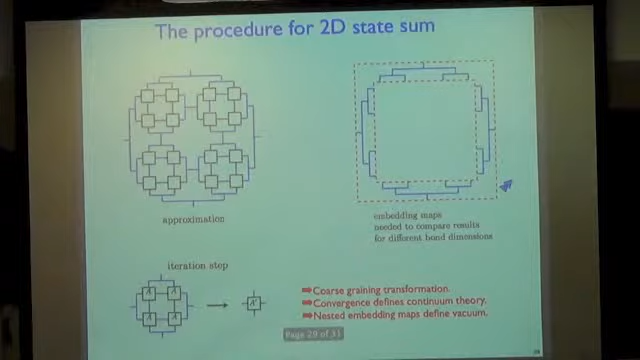 The procedure for 2D state sum
approximation
embedding maps
needed to compare results
for different bond dimensions
iteration step
➡Coarse graining transformation.
➡Convergence defines continuum theory.
➡Nested embedding maps define vacuum.
Page 29 of 31